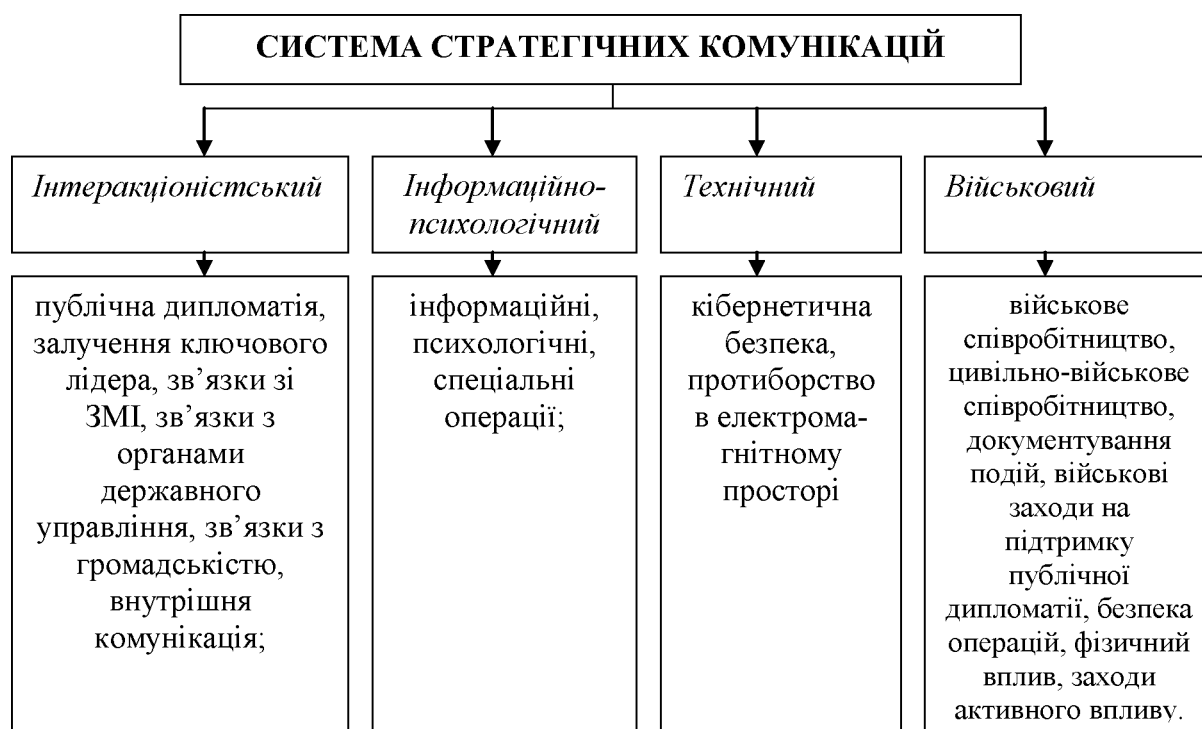 СИСТЕМА СТРАТЕГІЧНИХ КОМУНІКАЦІЙ
Інтеракціоністський
Інформаційно-
психологічний
Технічний
Військовий
публічна дипломатія,
залучення ключового
лідера, зв’язки зі
ЗМІ, зв’язки з
органами
державного
управління, зв’язки з
громадськістю,
внутрішня
комунікація;
інформаційні,
психологічні,
спеціальні
операції;
кібернетична
безпека,
протиборство
в електрома-
гнітному
просторі
військове
співробітництво,
цивільно-військове
співробітництво,
документування
подій, військові
заходи на
підтримку
публічної
дипломатії, безпека
операцій, фізичний
вплив, заходи
активного впливу.